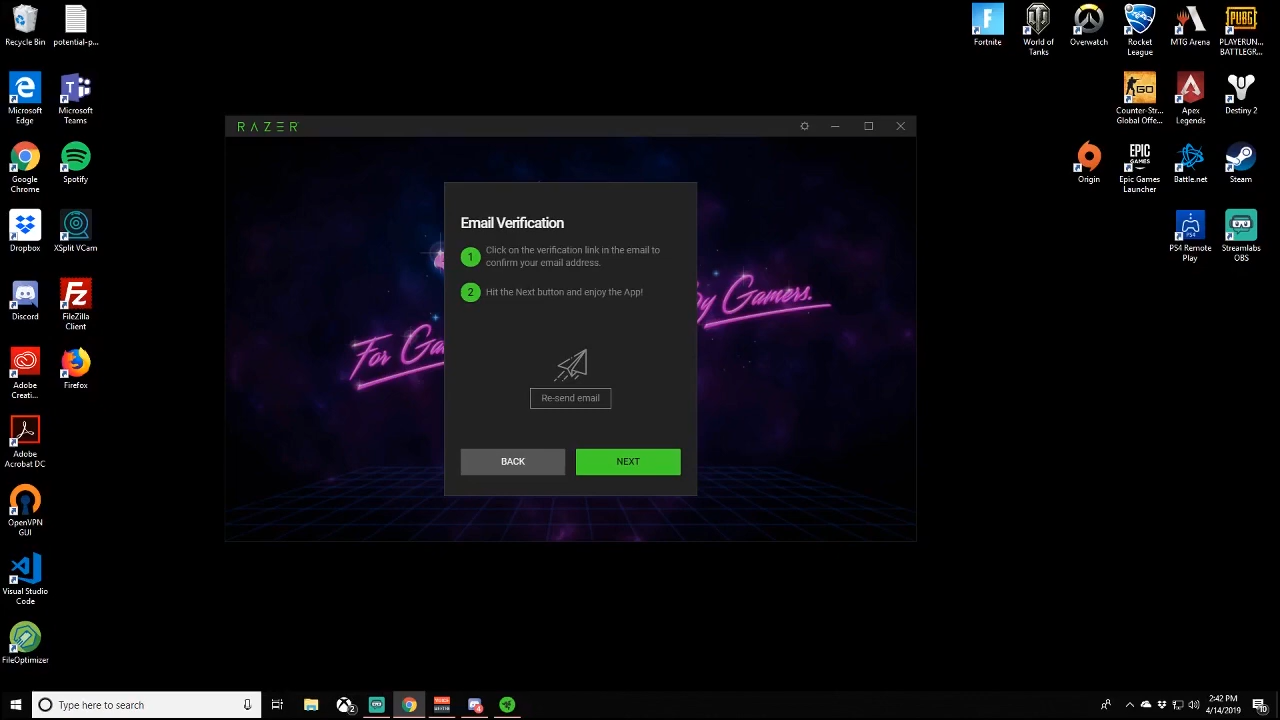 Recycle Bin
potential-p...
Microsoft
Edge
Microsoft
Teams
Google
Chrome
Spotify
Dropbox
XSplit VCam
Discord
FileZilla
Client
Adobe
Creati...
Firefox
Adobe
Acrobat DC
OpenVPN
GUI
Visual Studio
Code
FileOptimizer
Fortnite
World of
Tanks
Overwatch
Rocket
League
MTG Arena
PUBG
PLAYERUN...
BATTLEGR...
GO
Counter-Str...
Global Offe...
Apex
Legends
Destiny 2
Origin
EPIC
GAMES
Epic Games
Launcher
Battle.net
Steam
PS4 Remote
Play
Streamlabs
OBS
RAZER
For Ga
by Gamers.
Email Verification
1 Click on the verification link in the email to
confirm your email address.
2 Hit the Next button and enjoy the App!
Re-send email
BACK
NEXT
Type here to search
2:42 PM
4/14/2019